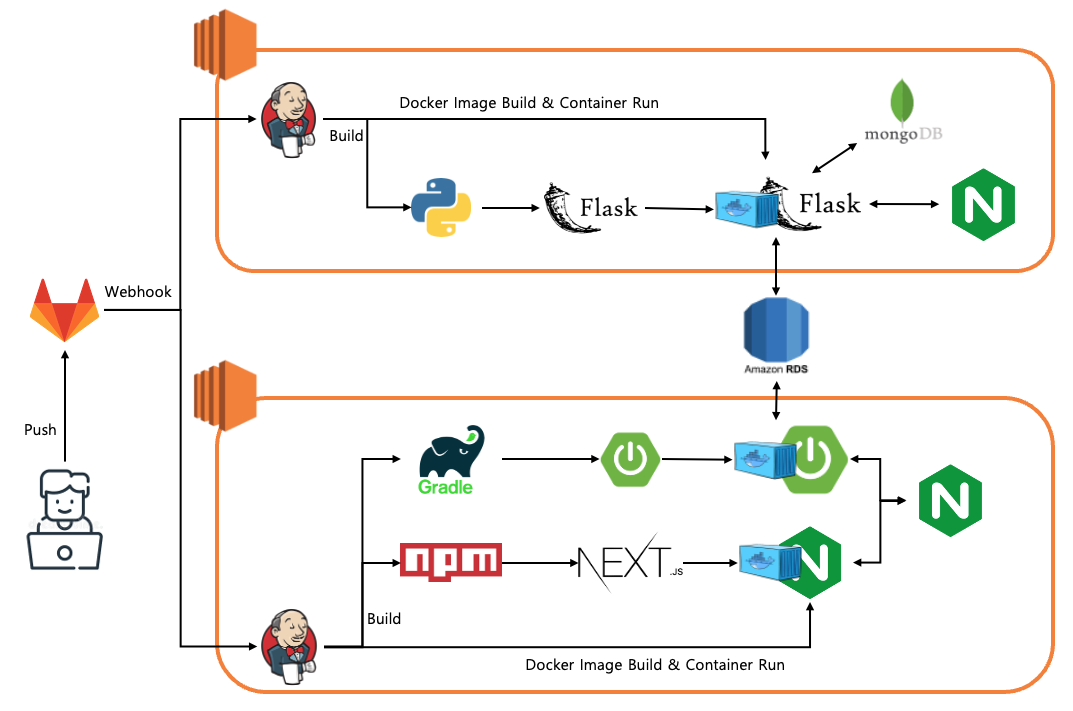 Docker Image Build & Container Run
Build
mongoDB
Flask
Flask
N
Webhook
Amazon RDS
Push
Gradle
N
npm
NEXT.JS
N
Build
Docker Image Build & Container Run